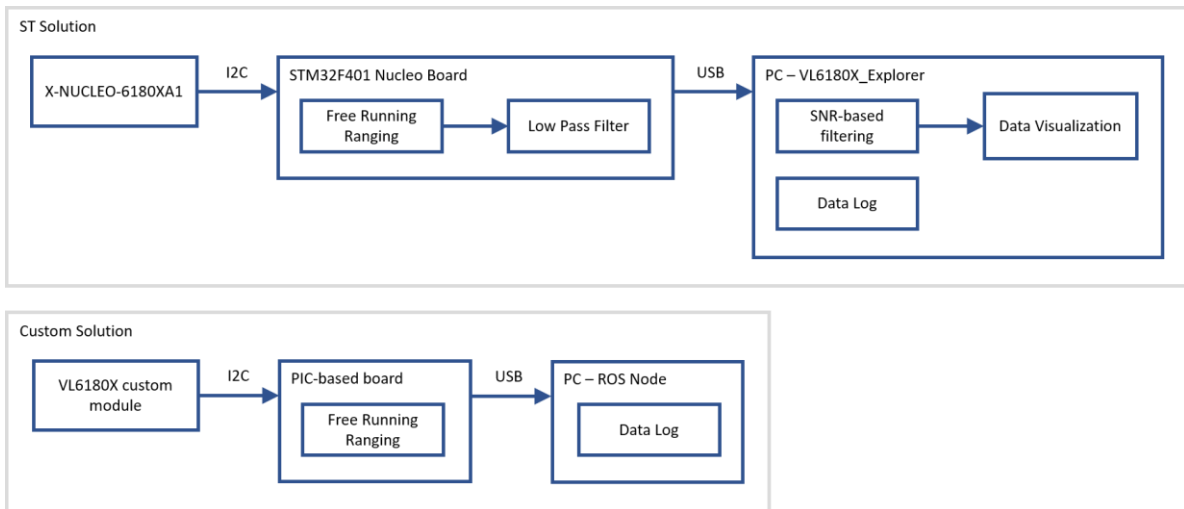 ST Solution
X-NUCLEO-6180XA1
I2C
STM32F401 Nucleo Board
Free Running
Ranging
Low Pass Filter
USB
PC – VL6180X_Explorer
SNR-based
filtering
Data Visualization
Data Log
Custom Solution
VL6180X custom
module
I2C
PIC-based board
Free Running
Ranging
USB
PC – ROS Node
Data Log